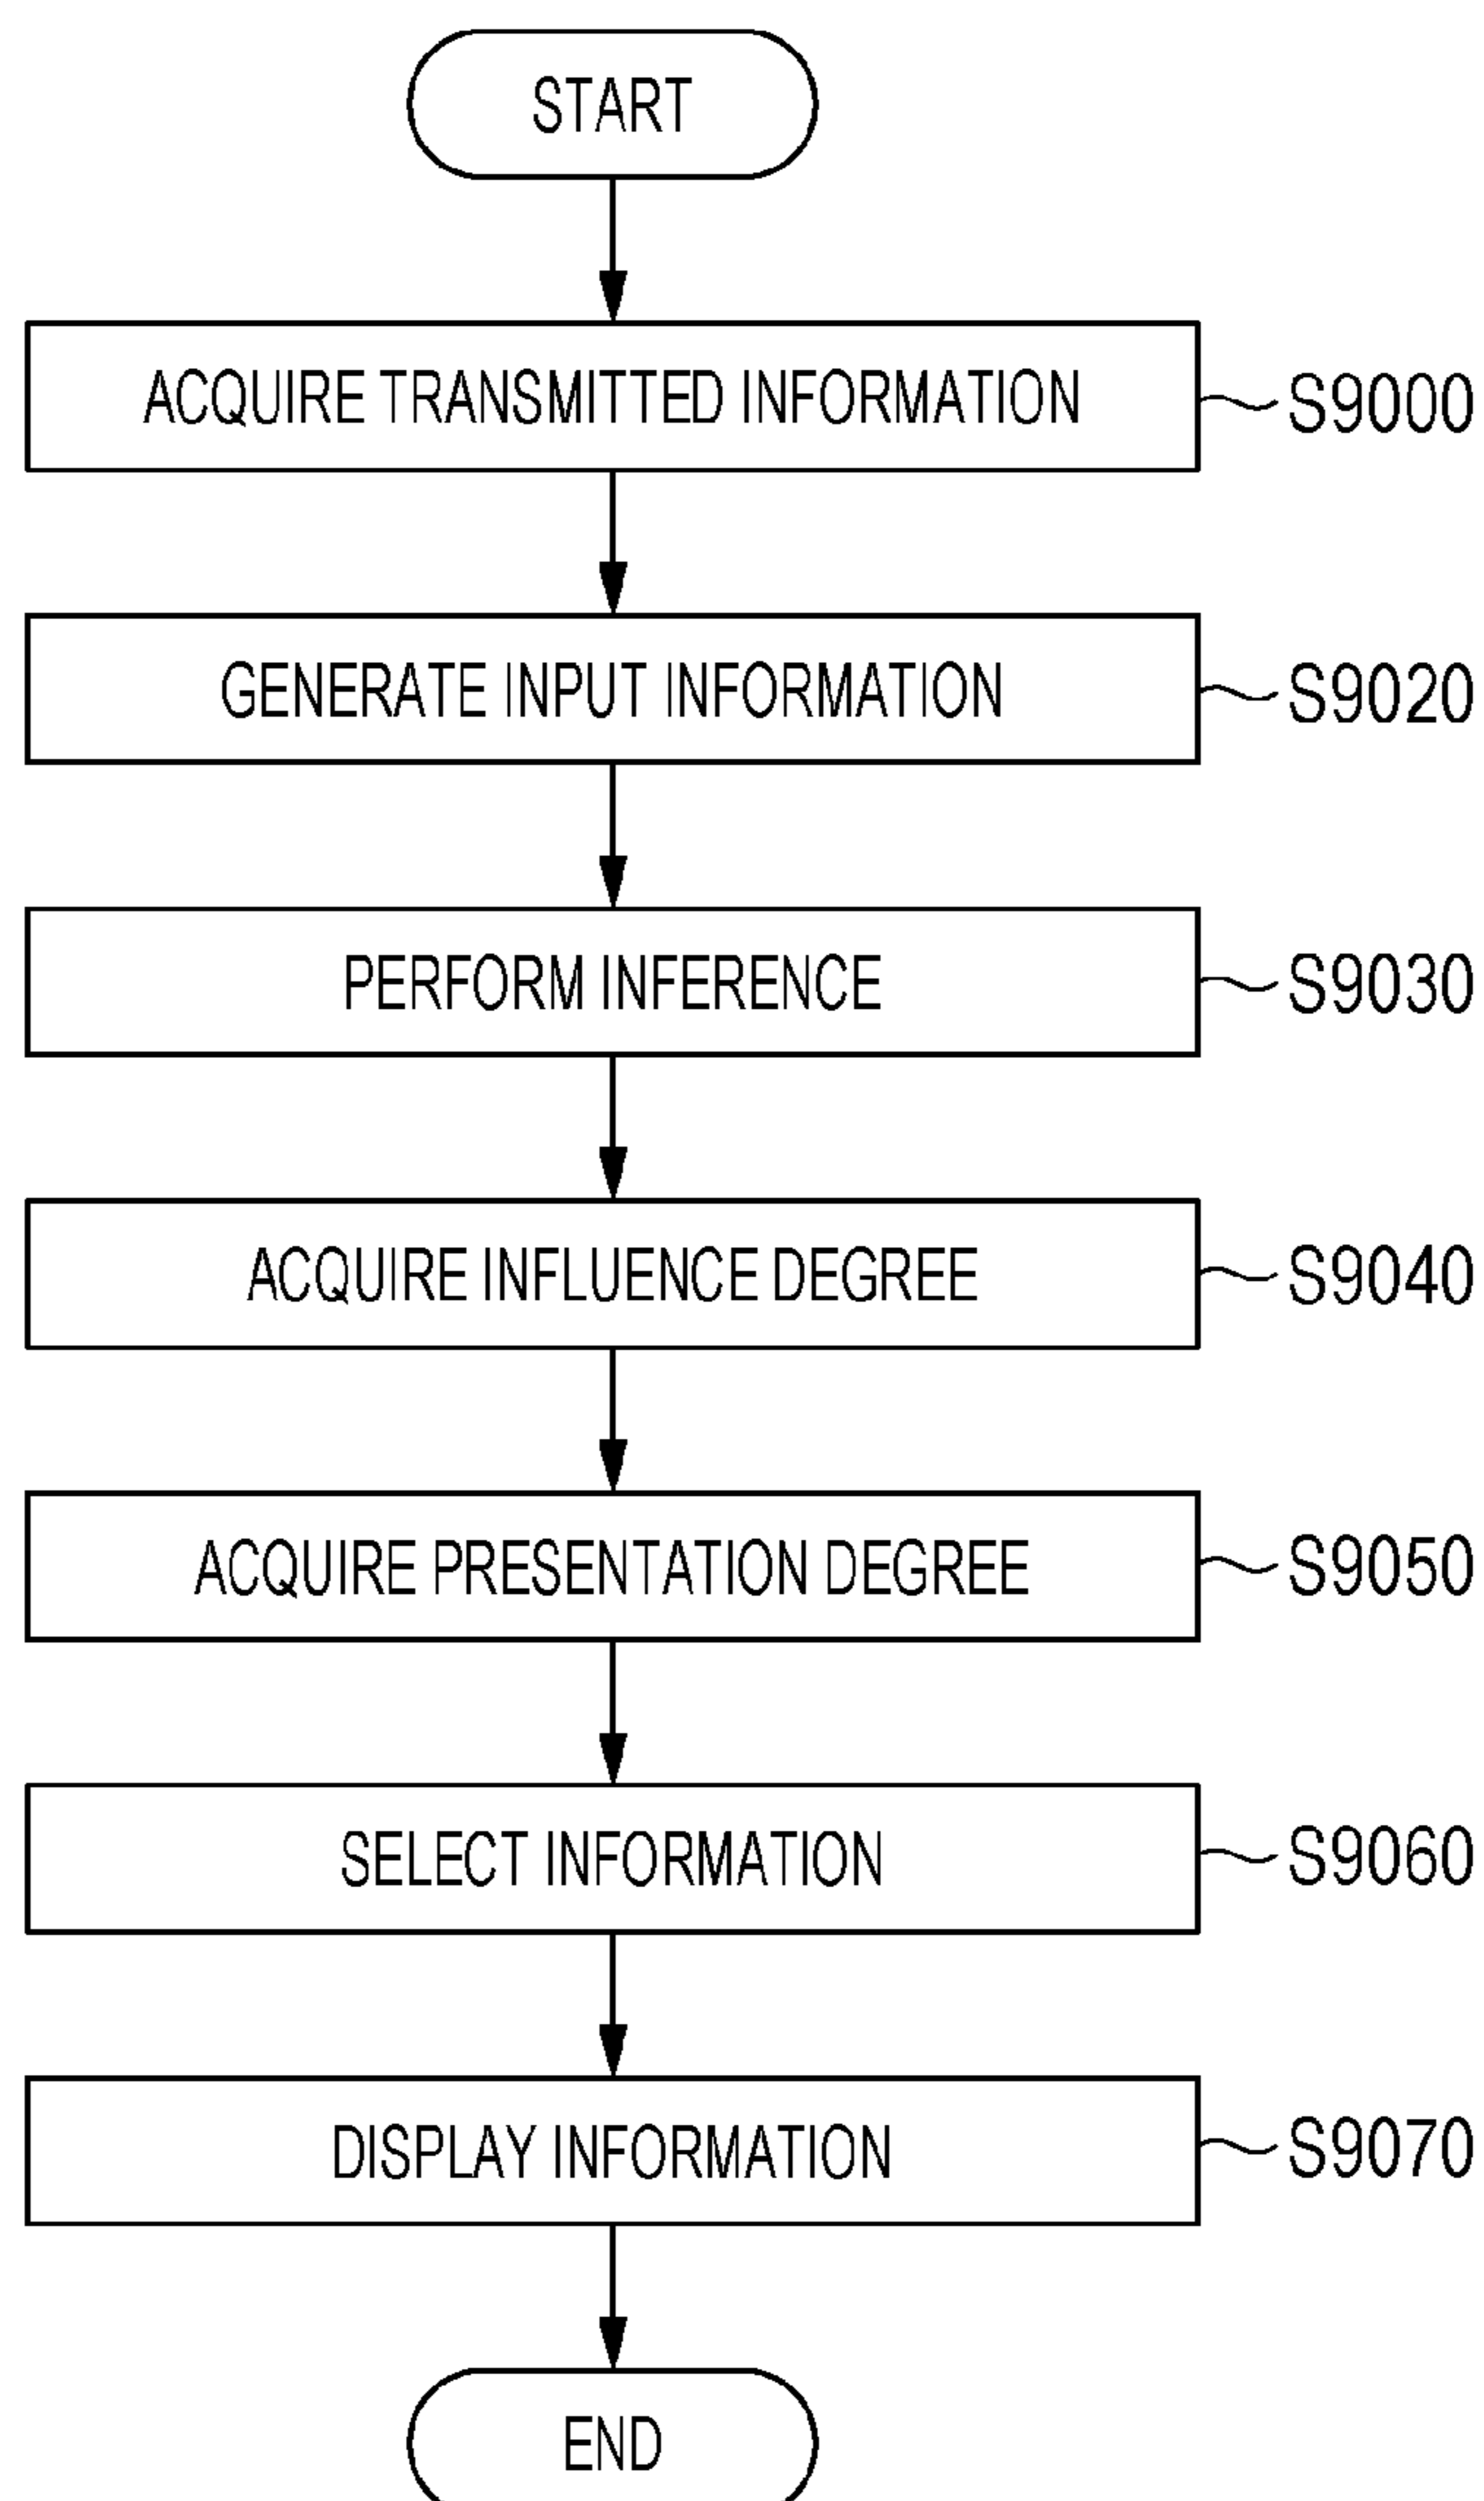 START
ACQUIRE TRANSMITTED INFORMATION S9000
GENERATE INPUT INFORMATION S9020
PERFORM INFERENCE S9030
ACQUIRE INFLUENCE DEGREE S9040
ACQUIRE PRESENTATION DEGREE S9050
SELECT INFORMATION S9060
DISPLAY INFORMATION S9070
END